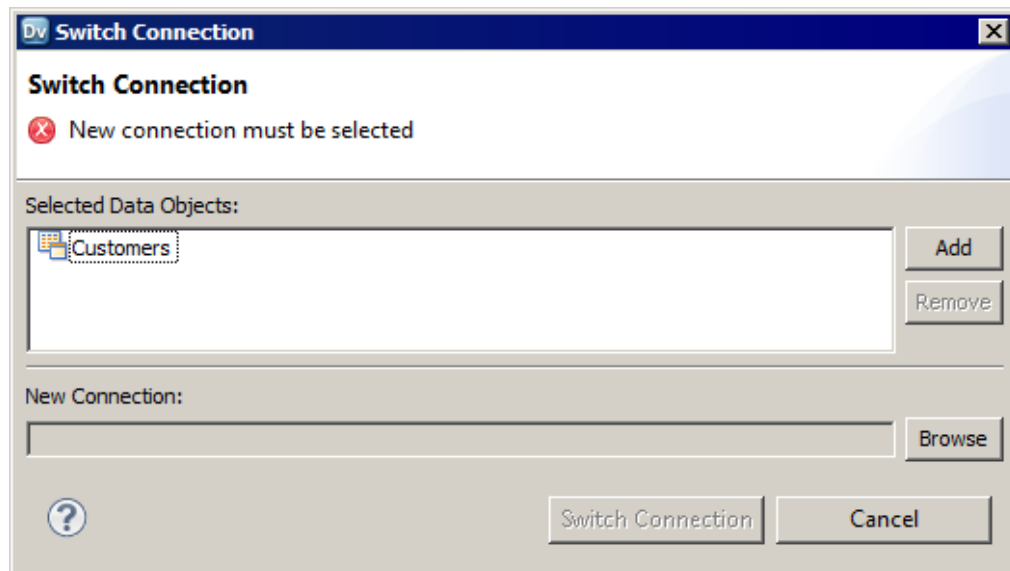 Dv Switch Connection
Switch Connection
New connection must be selected
Selected Data Objects:
Customers
Add
Remove
New Connection:
Browse
?
Switch Connection
Cancel